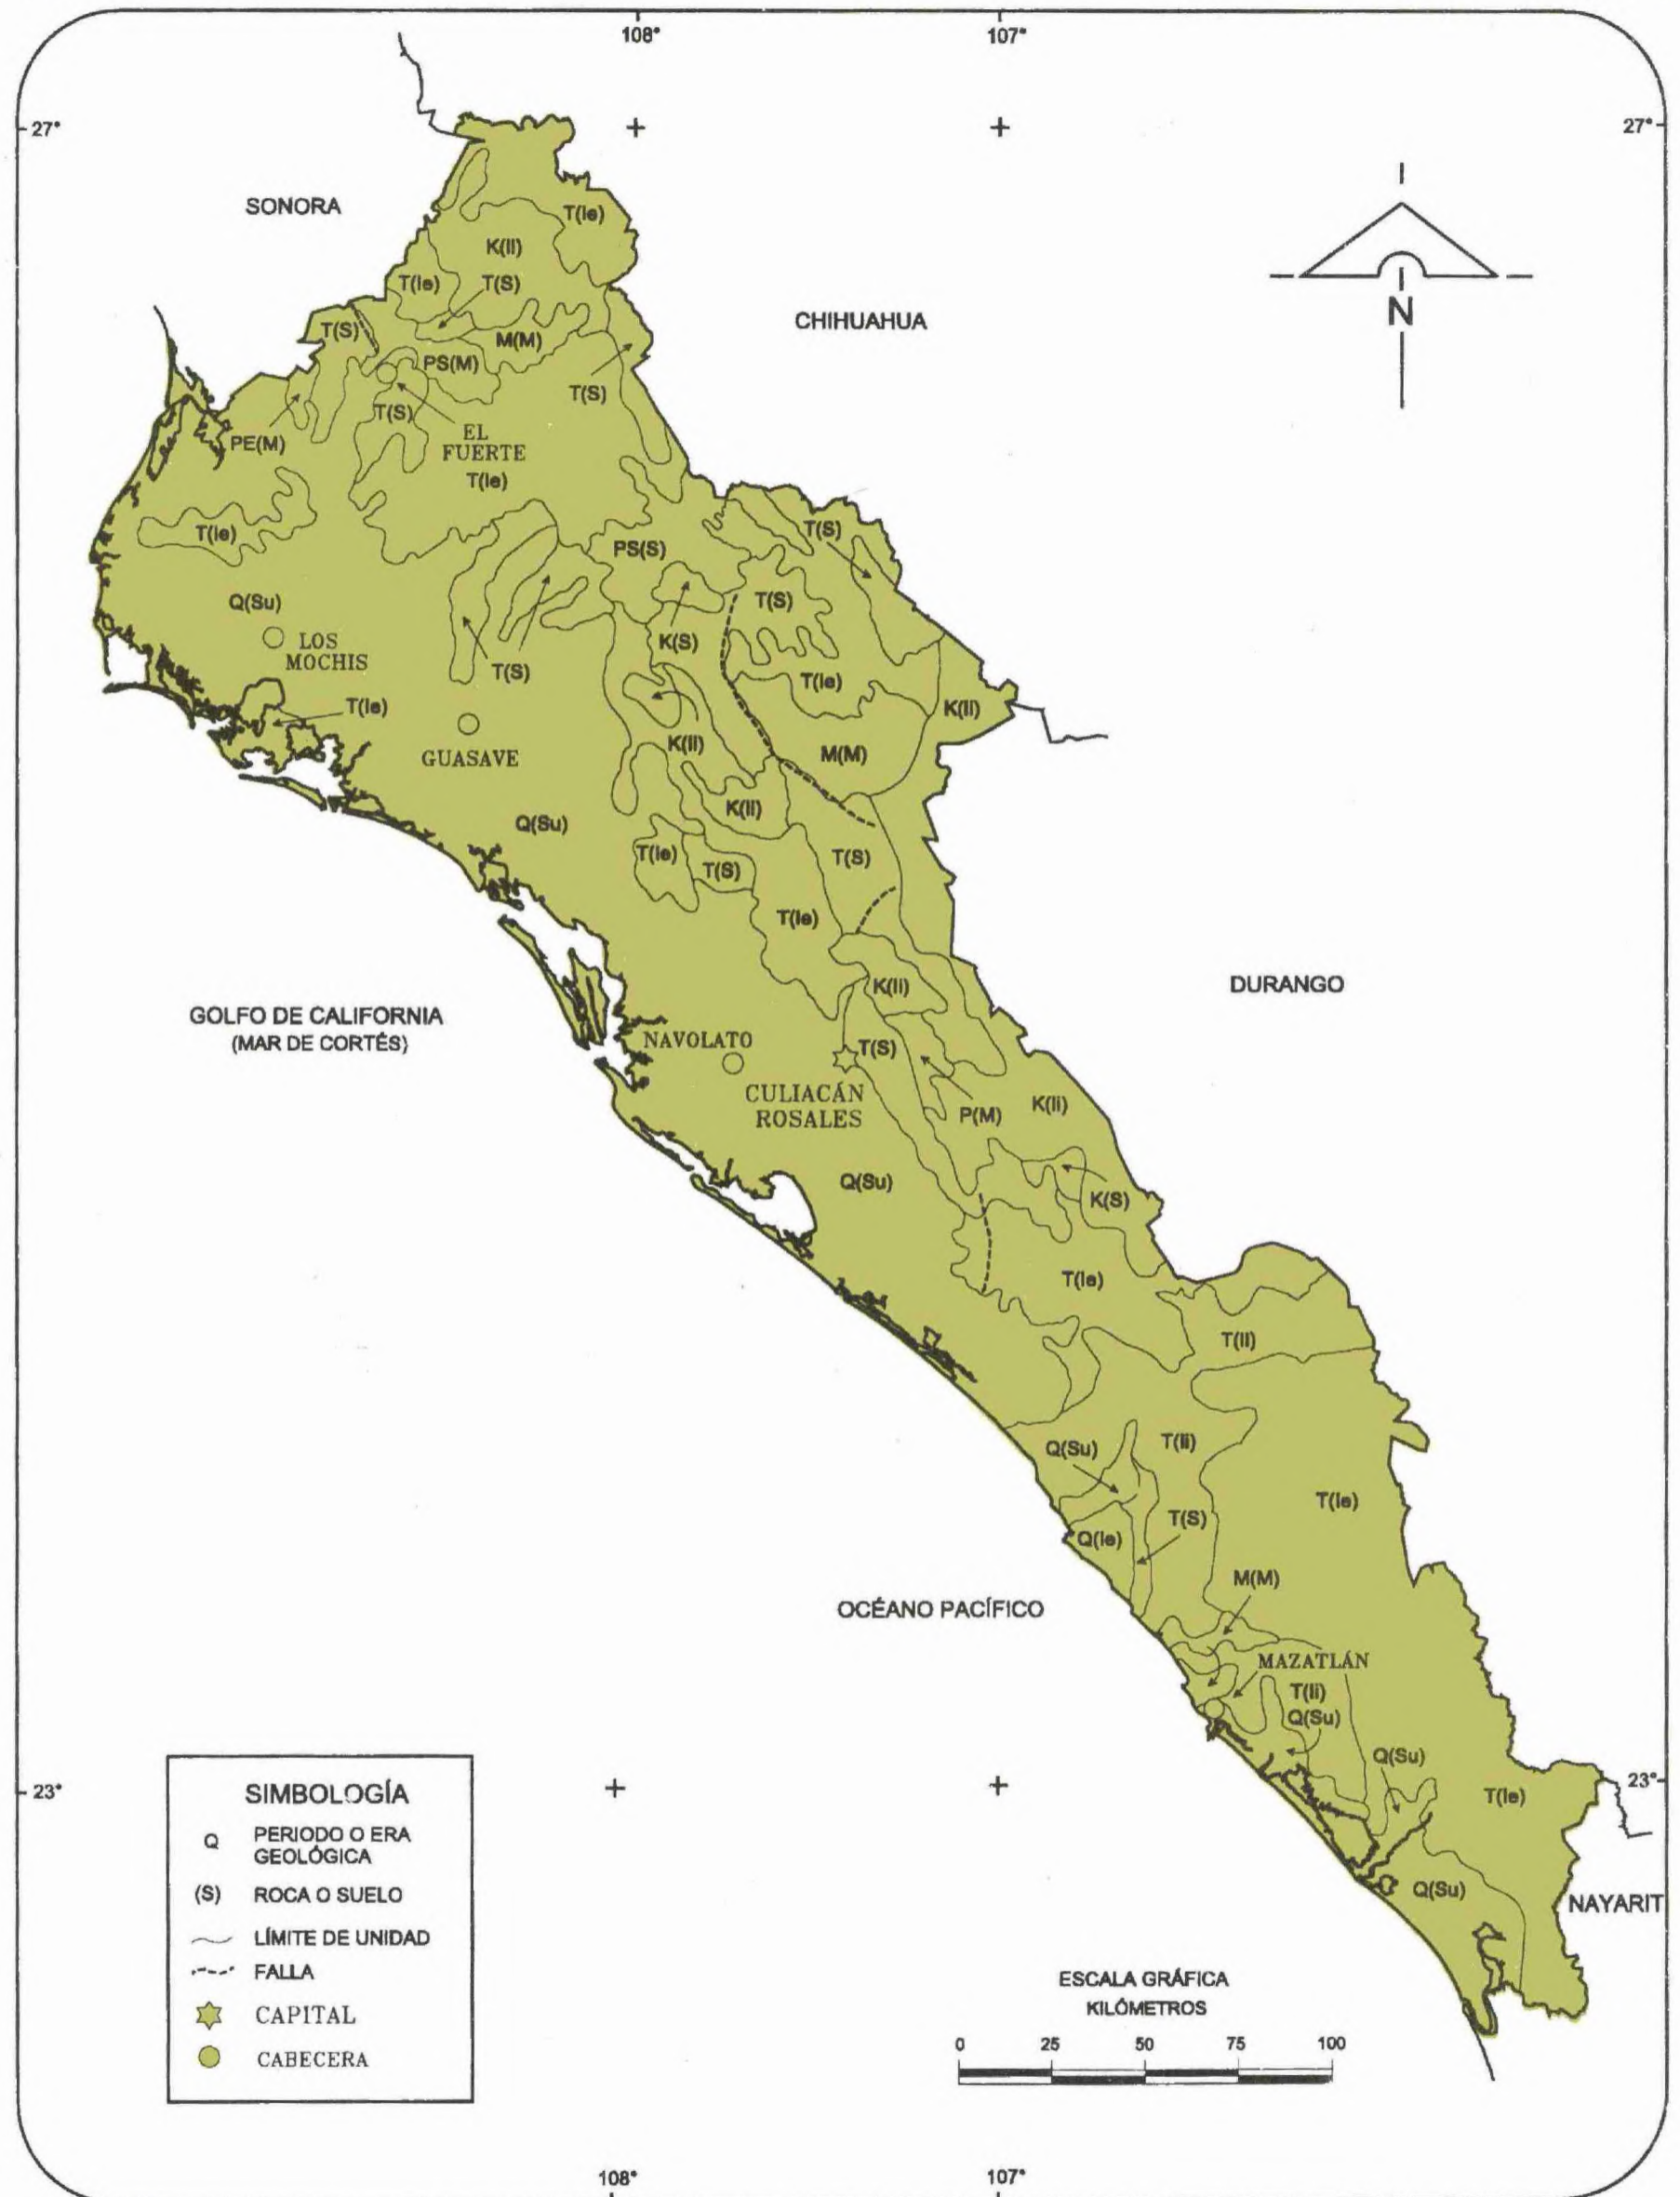 108°
107°
27°
27°
SONORA
T(Ie)
K(II)
T(Ie)
T(S)
N
CHIHUAHUA
T(S)
M(M)
PS(M)
T(S)
T(S)
PE(M)
EL
FUERTE
T(Ie)
T(Ie)
T(S)
PS(S)
Q(Su)
T(S)
LOS
MOCHIS
K(S)
T(S)
T(Ie)
T(Ie)
K(II)
GUASAVE
K(II)
M(M)
K(II)
Q(Su)
T(Ie)
T(S)
T(S)
T(Ie)
K(Ii)
DURANGO
GOLFO DE CALIFORNIA
(MAR DE CORTÉS)
NAVOLATO
T(S)
CULIACÁN
ROSALES
P(M)
K(Ii)
Q(Su)
K(S)
T(Ie)
T(II)
Q(Su)
T(Ii)
T(Ie)
T(S)
Q(Ie)
M(M)
OCÉANO PACÍFICO
MAZATLÁN
T(Ii)
Q(Su)
Q(Su)
23°
23°
T(Ie)
Q(Su)
NAYARIT
SIMBOLOGÍA
Q PERIODO O ERA
GEOLÓGICA
(S) ROCA O SUELO
LÍMITE DE UNIDAD
FALLA
CAPITAL
CABECERA
ESCALA GRÁFICA
KILÓMETROS
0 25 50 75 100
108°
107°